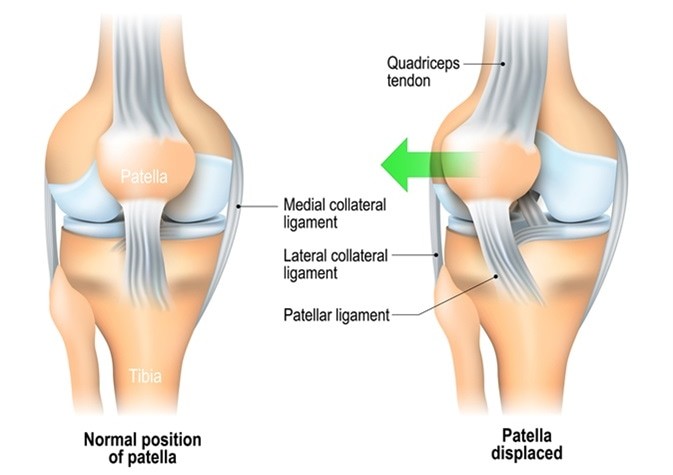 Quadriceps
tendon
Patella
Medial collateral
ligament
Lateral collateral
ligament
Patellar ligament
Tibia
Normal position
of patella
Patella
displaced